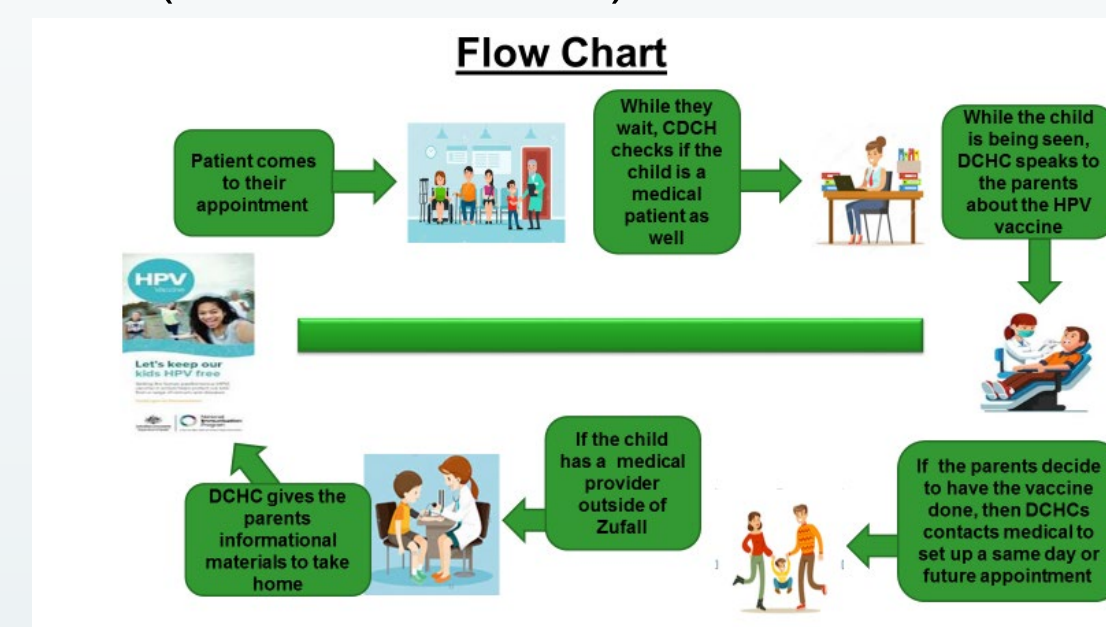 Flow Chart
Patient comes
to their
appointment
While they
wait, CDCH
checks if the
child is a
medical
patient as
well
While the child
is being seen,
DCHC speaks to
the parents
about the HPV
vaccine
HPV
Vaccine
Let's keep our
kids HPV free
If the parents decide
to have the vaccine
done, then DCHCs
contacts medical to
set up a same day or
future appointment
If the child
has a medical
provider
outside of
Zufall
DCHC gives the
parents
informational
materials to take
home
National
Immunisation
Program